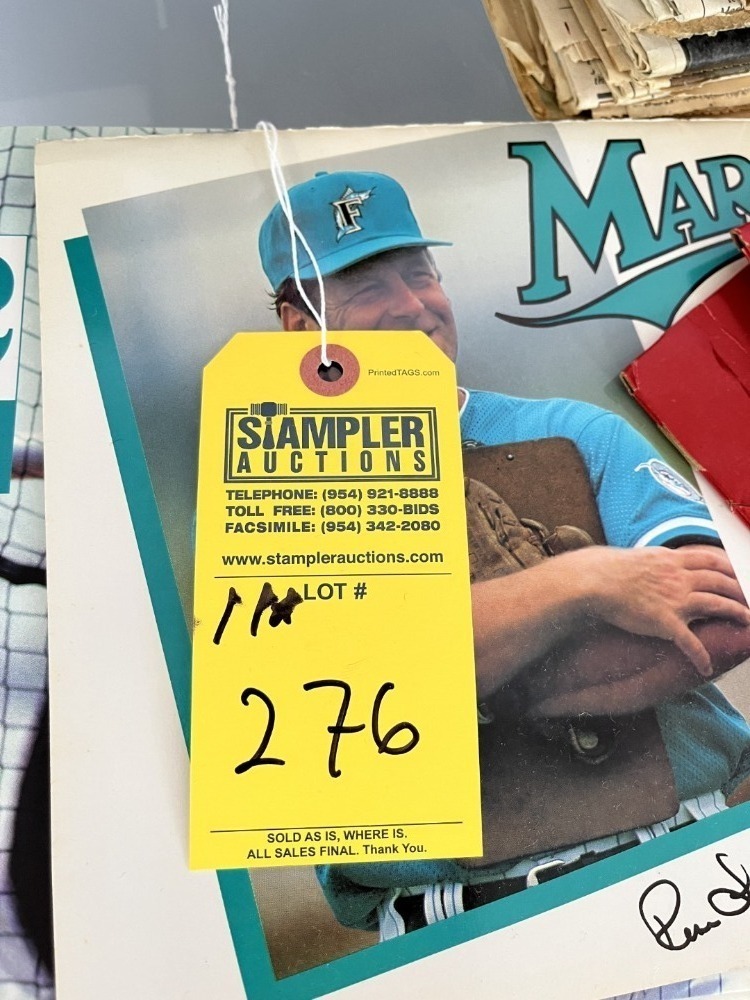 F
MAR
PrintedTAGS.com
STAMPLER
AUCTIONS
TELEPHONE: (954) 921-8888
TOLL FREE: (800) 330-BIDS
FACSIMILE: (954) 342-2080
www.stamplerauctions.com
LOT #
276
SOLD AS IS, WHERE IS.
ALL SALES FINAL. Thank You.